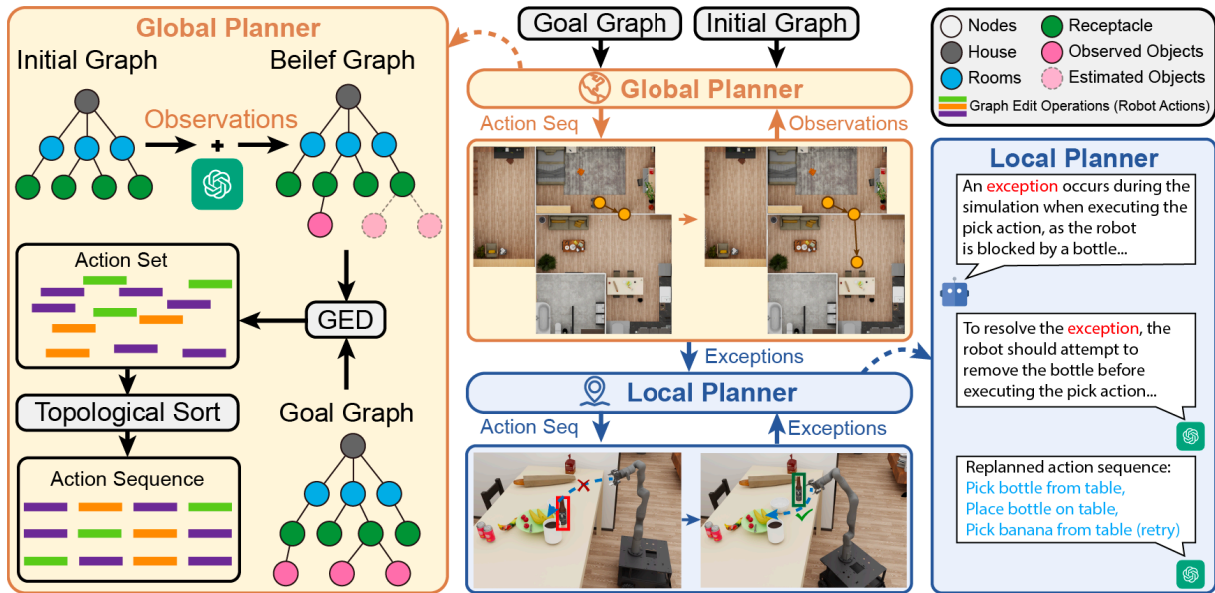 Global Planner
Initial Graph
Beilef Graph
Observations
+
Action Set
GED
Topological Sort
Goal Graph
Action Sequence
Goal Graph
Initial Graph
Global Planner
Action Seq
Observations
Exceptions
Local Planner
Action Seq
Exceptions
Nodes
Receptacle
House
Observed Objects
Rooms
Estimated Objects
Graph Edit Operations (Robot Actions)
Local Planner
An exception occurs during the
simulation when executing the
pick action, as the robot
is blocked by a bottle...
To resolve the exception, the
robot should attempt to
remove the bottle before
executing the pick action...
Replanned action sequence:
Pick bottle from table,
Place bottle on table,
Pick banana from table (retry)